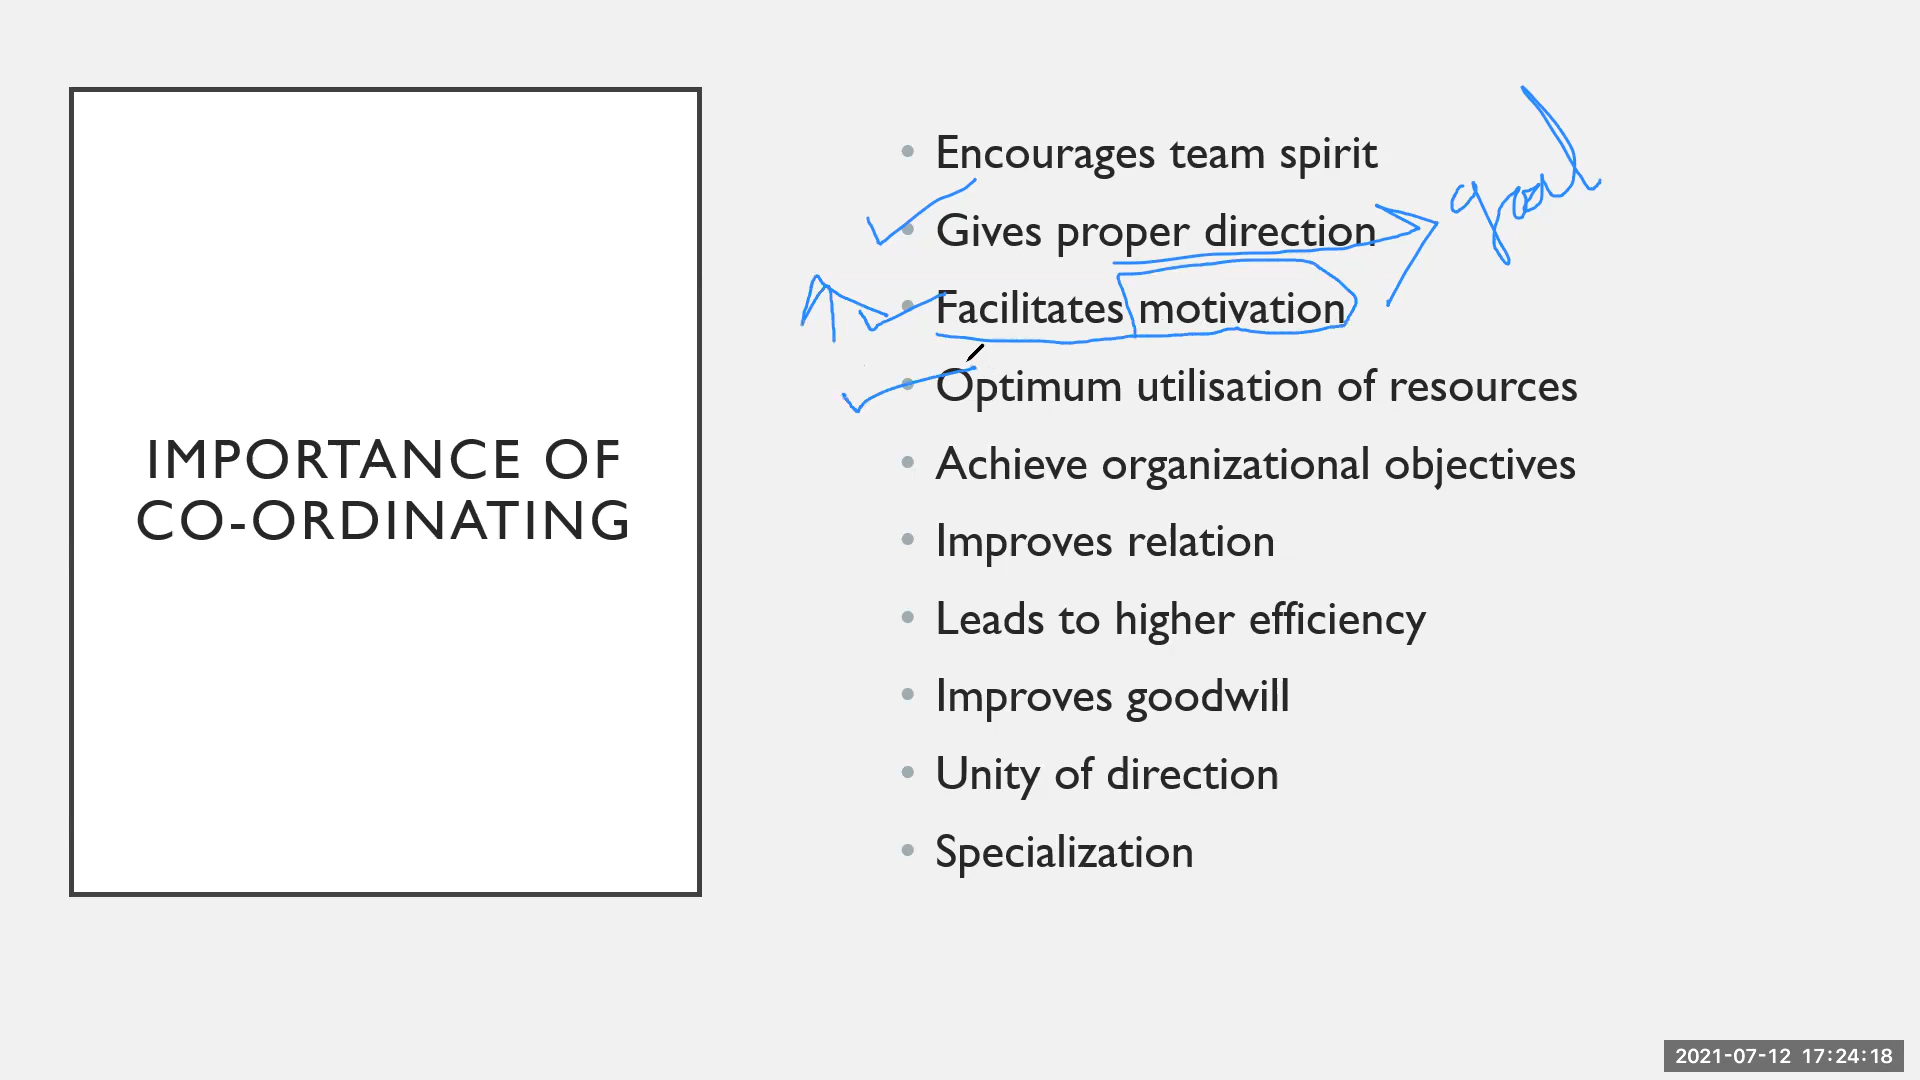 IMPORTANCE OF
CO-ORDINATING
Encourages team spirit
Gives proper direction
goal
Facilitates motivation
Optimum utilisation of resources
Achieve organizational objectives
Improves relation
Leads to higher efficiency
Improves goodwill
Unity of direction
Specialization
2021-07-12 17:24:18